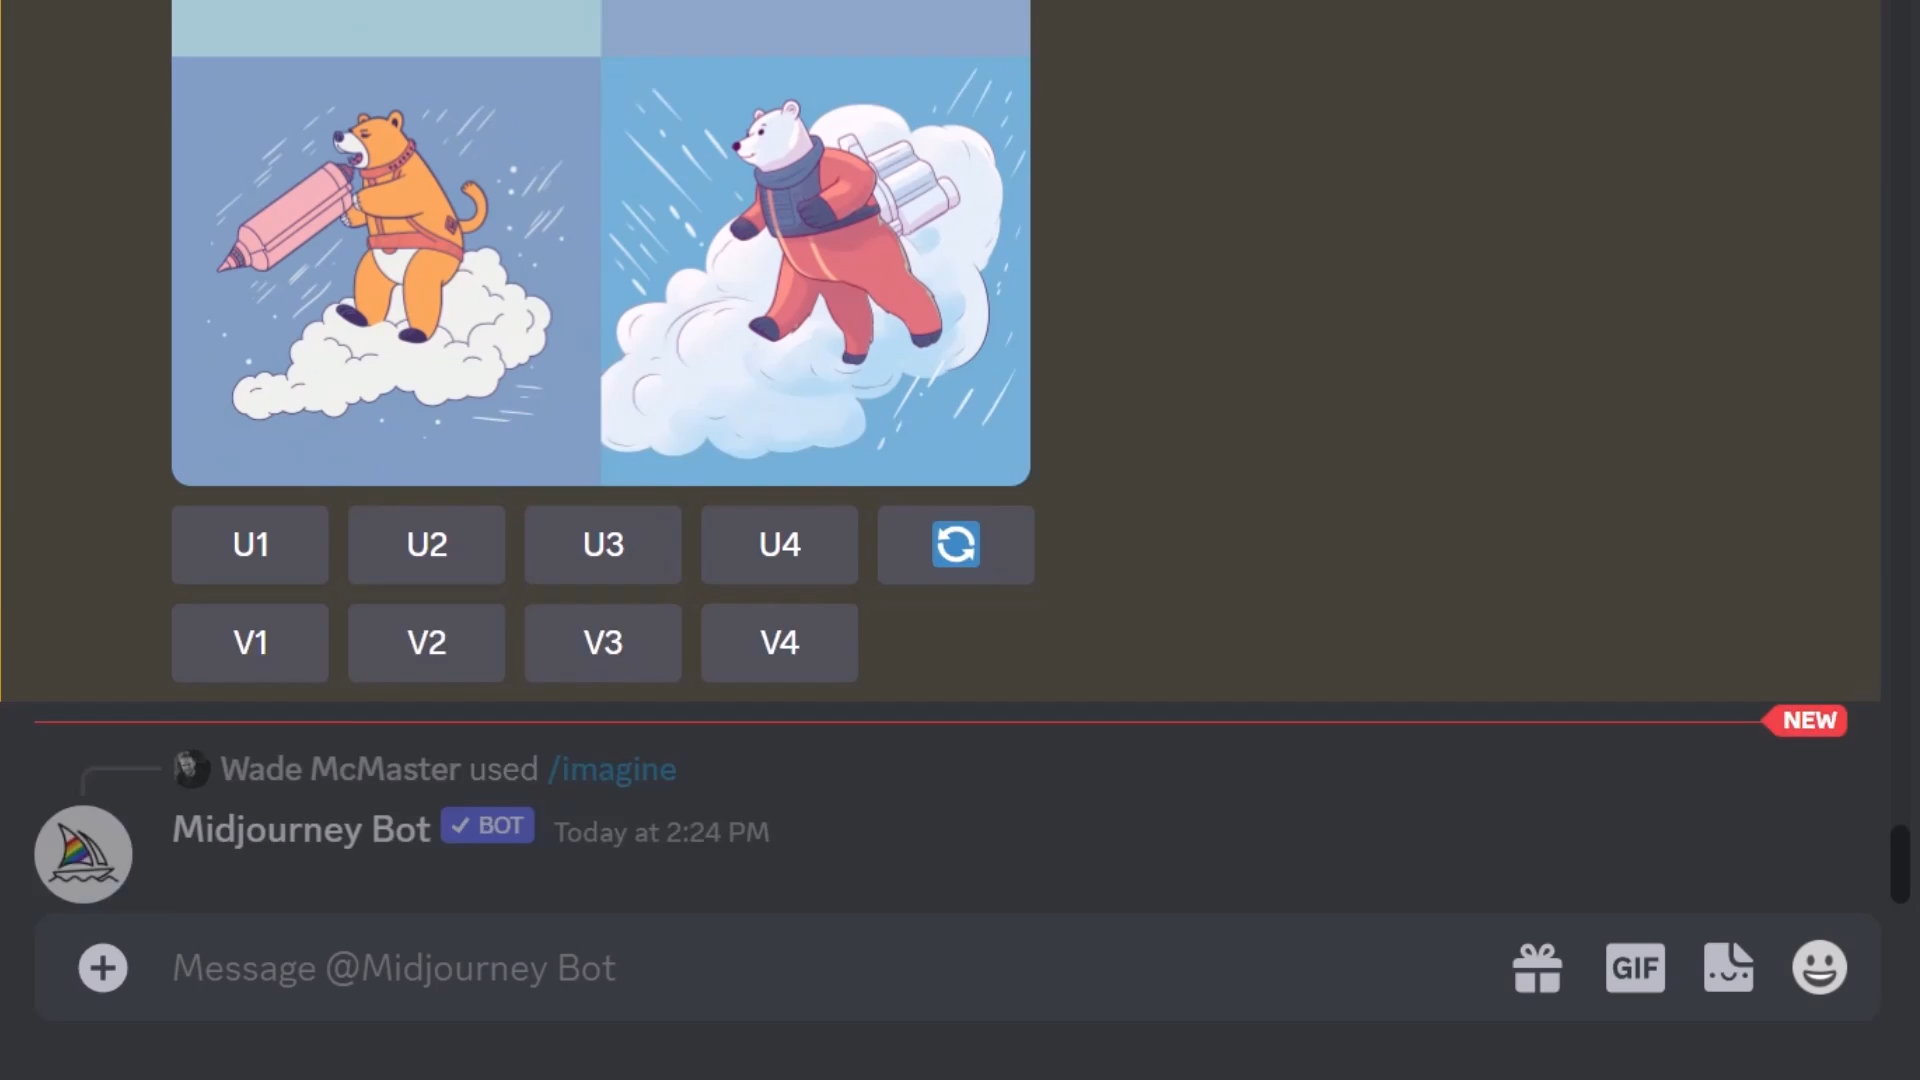 U1 U2 U3 U4
V1 V2 V3 V4
NEW
Wade McMaster used /imagine
Midjourney Bot BOT Today at 2:24 PM
Message @Midjourney Bot GIF